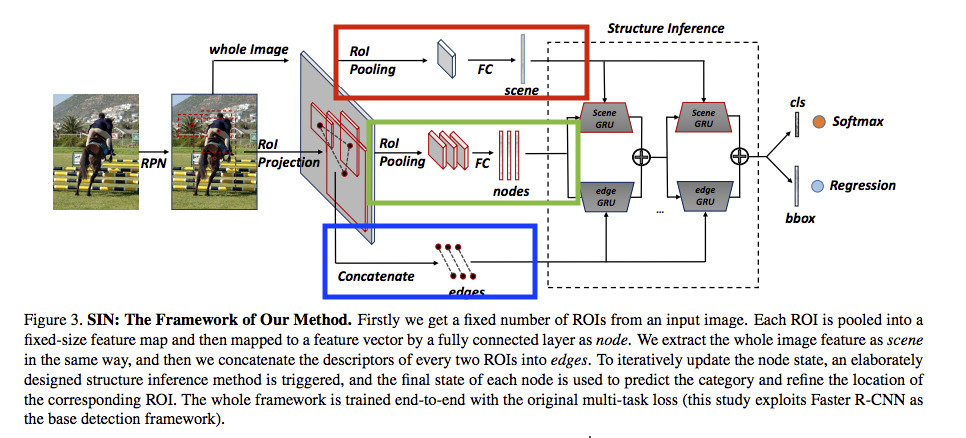 Structure Inference
whole Image
RoI
Pooling
FC
scene
Scene
GRU
Scene
GRU
cls
Softmax
RPN
RoI
Projection
RoI
Pooling
FC
nodes
edge
GRU
...
edge
GRU
Regression
bbox
Concatenate
edges
Figure 3. SIN: The Framework of Our Method. Firstly we get a fixed number of ROIs from an input image. Each ROI is pooled into a
fixed-size feature map and then mapped to a feature vector by a fully connected layer as node. We extract the whole image feature as scene
in the same way, and then we concatenate the descriptors of every two ROIs into edges. To iteratively update the node state, an elaborately
designed structure inference method is triggered, and the final state of each node is used to predict the category and refine the location of
the corresponding ROI. The whole framework is trained end-to-end with the original multi-task loss (this study exploits Faster R-CNN as
the base detection framework).